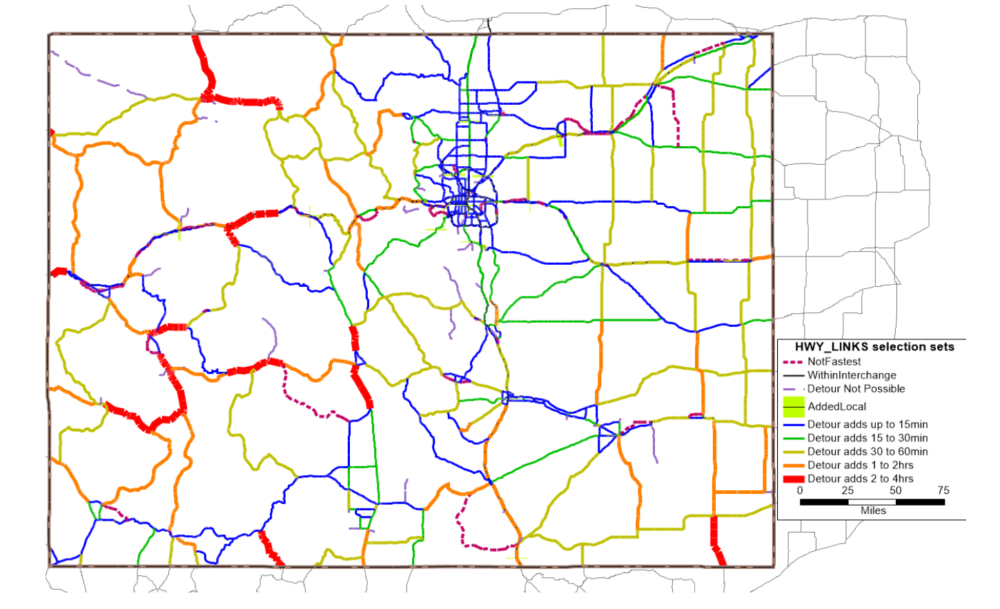 HWY_LINKS selection sets
NotFastest
WithinInterchange
Detour Not Possible
AddedLocal
Detour adds up to 15min
Detour adds 15 to 30min
Detour adds 30 to 60min
Detour adds 1 to 2hrs
Detour adds 2 to 4hrs
0 25 50 75
Miles